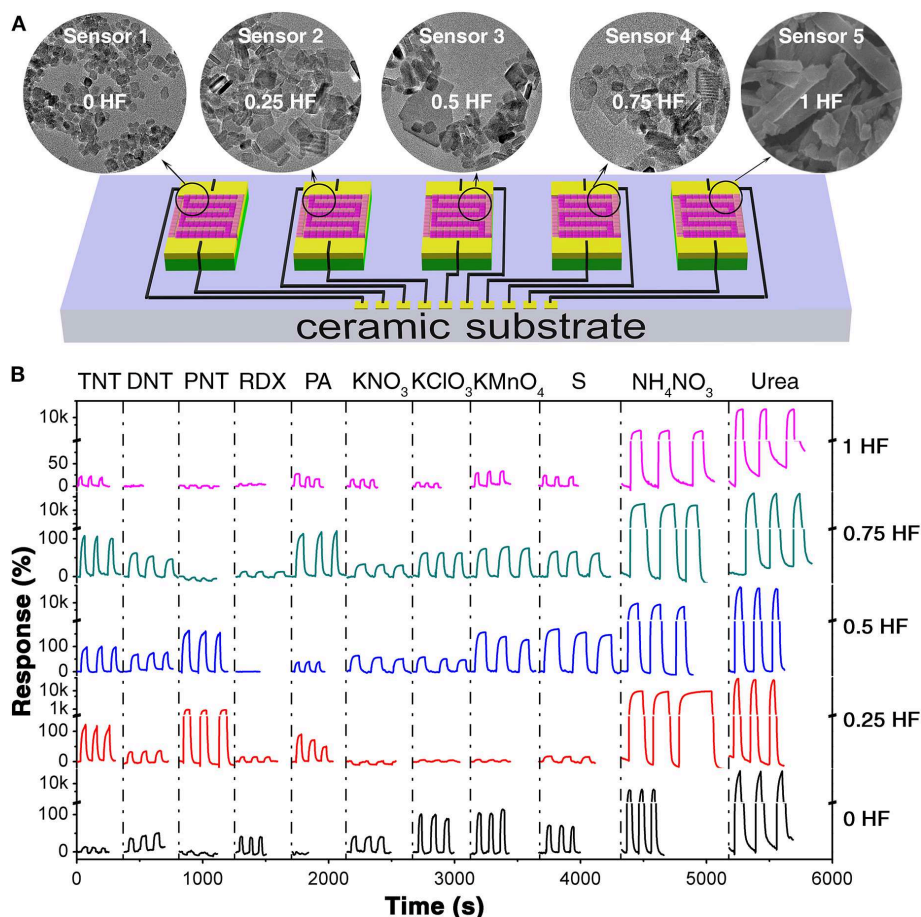 A
Sensor 1
Sensor 2
Sensor 3
Sensor 4
Sensor 5
0 HF
0.25 HF
0.5 HF
0.75 HF
1 HF
ceramic substrate
B
TNT DNT PNT RDX PA KNO₃ KClO₃ KMnO₄ S NH₄NO₃ Urea
10k
50
0
1 HF
10k
100
0
0.75 HF
10k
100
0
0.5 HF
10k
1k
100
0
0.25 HF
10k
100
0
0 HF
Response (%)
0 1000 2000 3000 4000 5000 6000
Time (s)